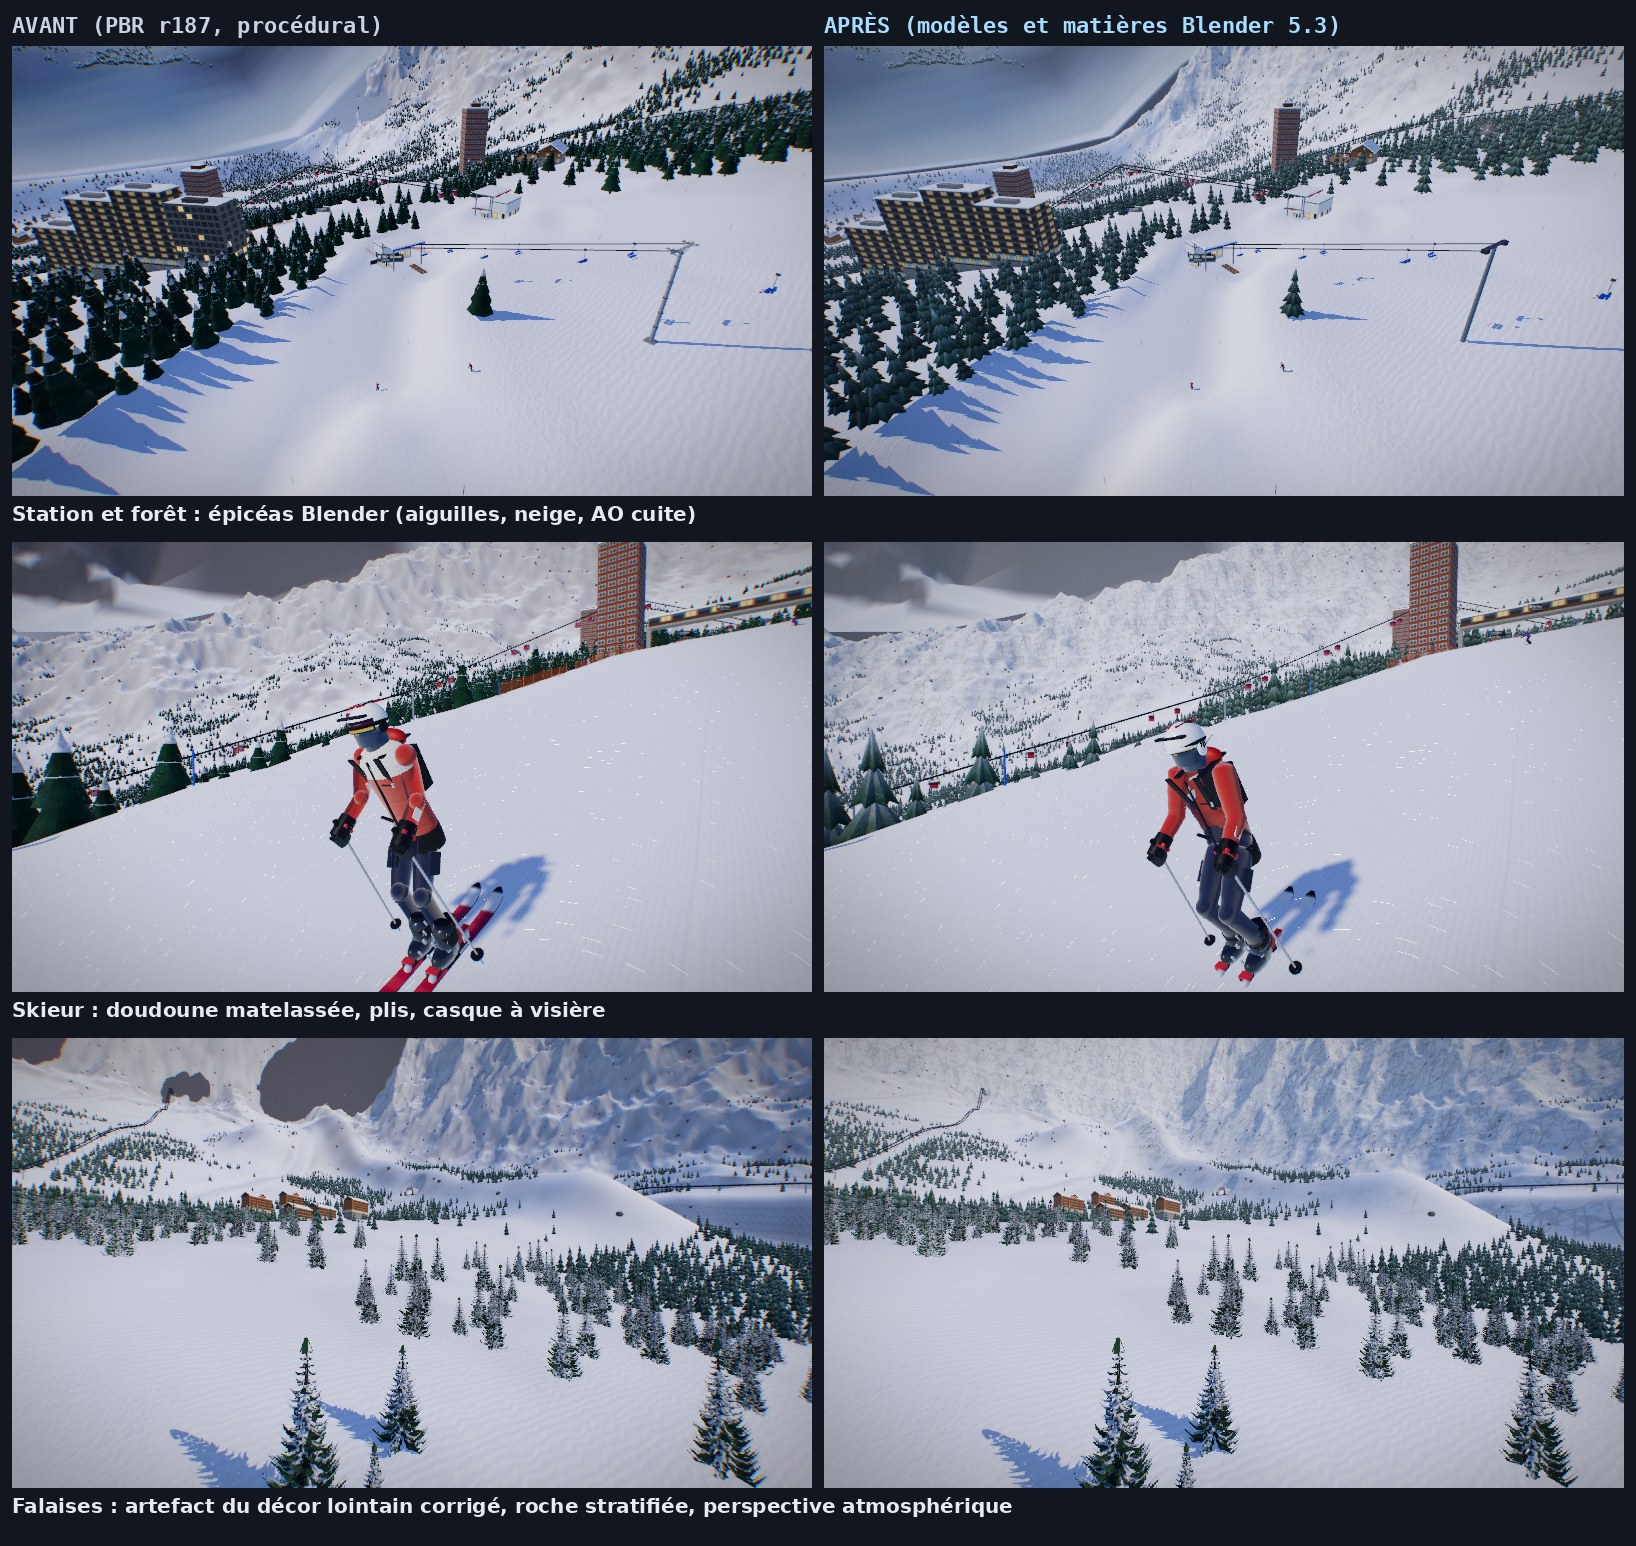 AVANT (PBR r187, procédural)
APRÈS (modèles et matières Blender 5.3)
Station et forêt : épicéas Blender (aiguilles, neige, AO cuite)
Skieur : doudoune matelassée, plis, casque à visière
Falaises : artefact du décor lointain corrigé, roche stratifiée, perspective atmosphérique